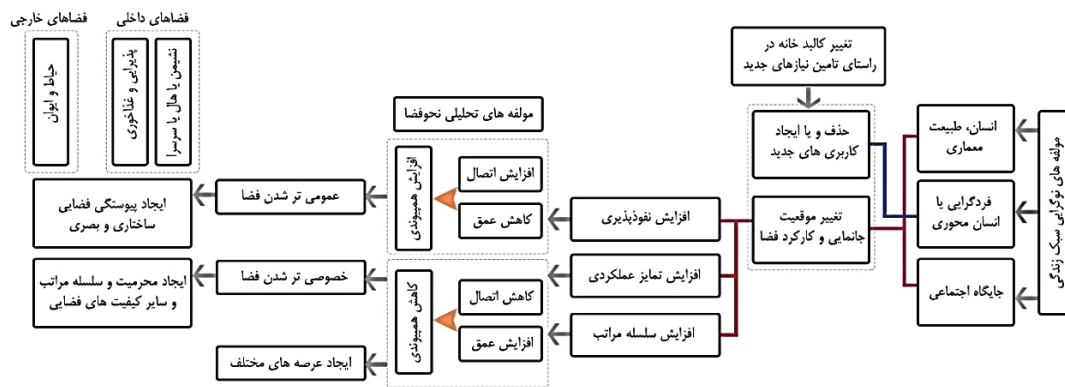 مولفه های نوگرایی سبک زندگی
انسان، طبیعت
معماری
فردگرایی یا
انسان محوری
جایگاه اجتماعی
تغییر کالبد خانه در
راستای تامین نیازهای جدید
حذف و یا ایجاد
کاربری های جدید
تغییر موقعیت
جانمایی و کارکرد فضا
افزایش نفوذپذیری
افزایش تمایز عملکردی
افزایش سلسله مراتب
مولفه های تحلیلی نحوفضا
افزایش اتصال
کاهش عمق
افزایش همپیوندی
کاهش اتصال
افزایش عمق
کاهش همپیوندی
عمومی تر شدن فضا
خصوصی تر شدن فضا
ایجاد عرصه های مختلف
فضاهای داخلی
نشیمن یا هال یا سرسرا
پذیرایی و غذاخوری
فضاهای خارجی
حیاط و ایوان
ایجاد پیوستگی فضایی
ساختاری و بصری
ایجاد محرمیت و سلسله مراتب
و سایر کیفیت های فضایی